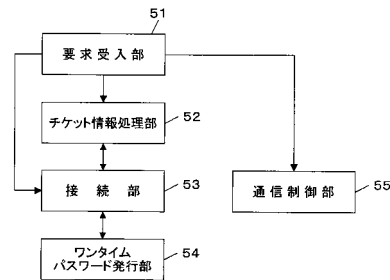 51
要求受入部
52
チケット情報処理部
53
接続部
55
通信制御部
54
ワンタイム
パスワード発行部